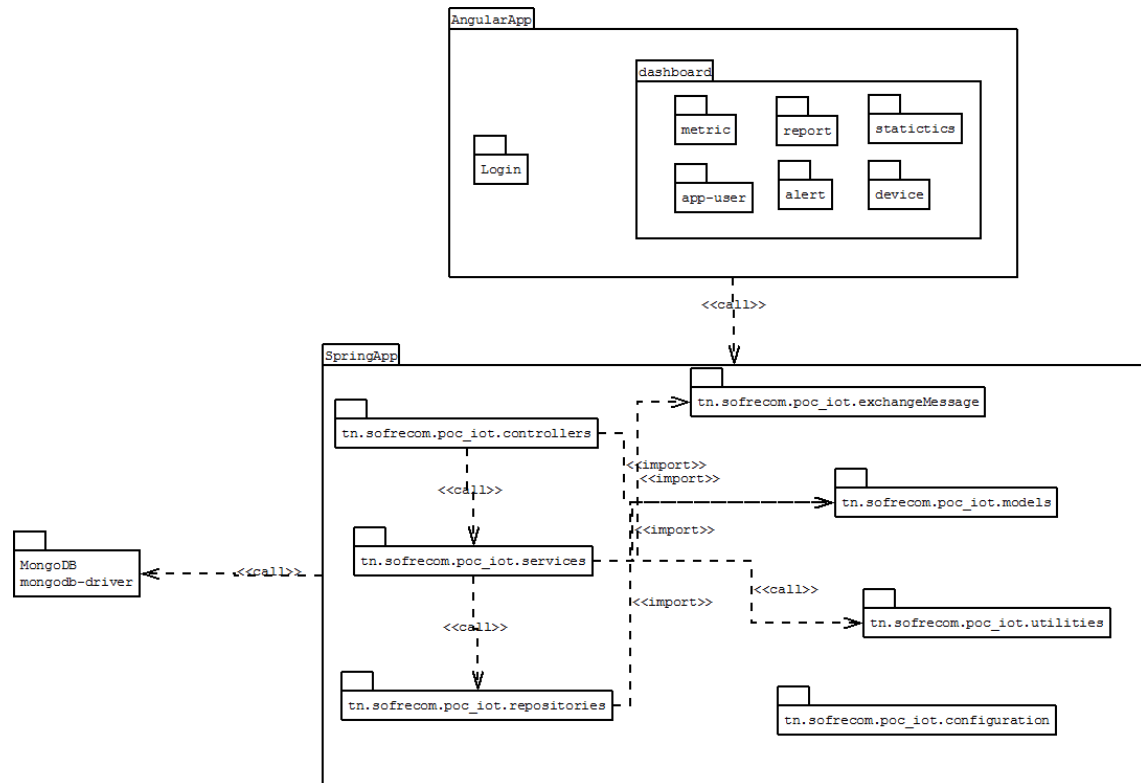 AngularApp
dashboard
metric
report
statictics
Login
app-user
alert
device
<<call>>
SpringApp
tn.sofrecom.poc_iot.exchangeMessage
tn.sofrecom.poc_iot.controllers
<<import>>
<<import>>
<<call>>
tn.sofrecom.poc_iot.models
<<import>>
tn.sofrecom.poc_iot.services
MongoDB
mongodb-driver
<<call>>
<<call>>
<<import>>
tn.sofrecom.poc_iot.utilities
<<call>>
tn.sofrecom.poc_iot.repositories
tn.sofrecom.poc_iot.configuration